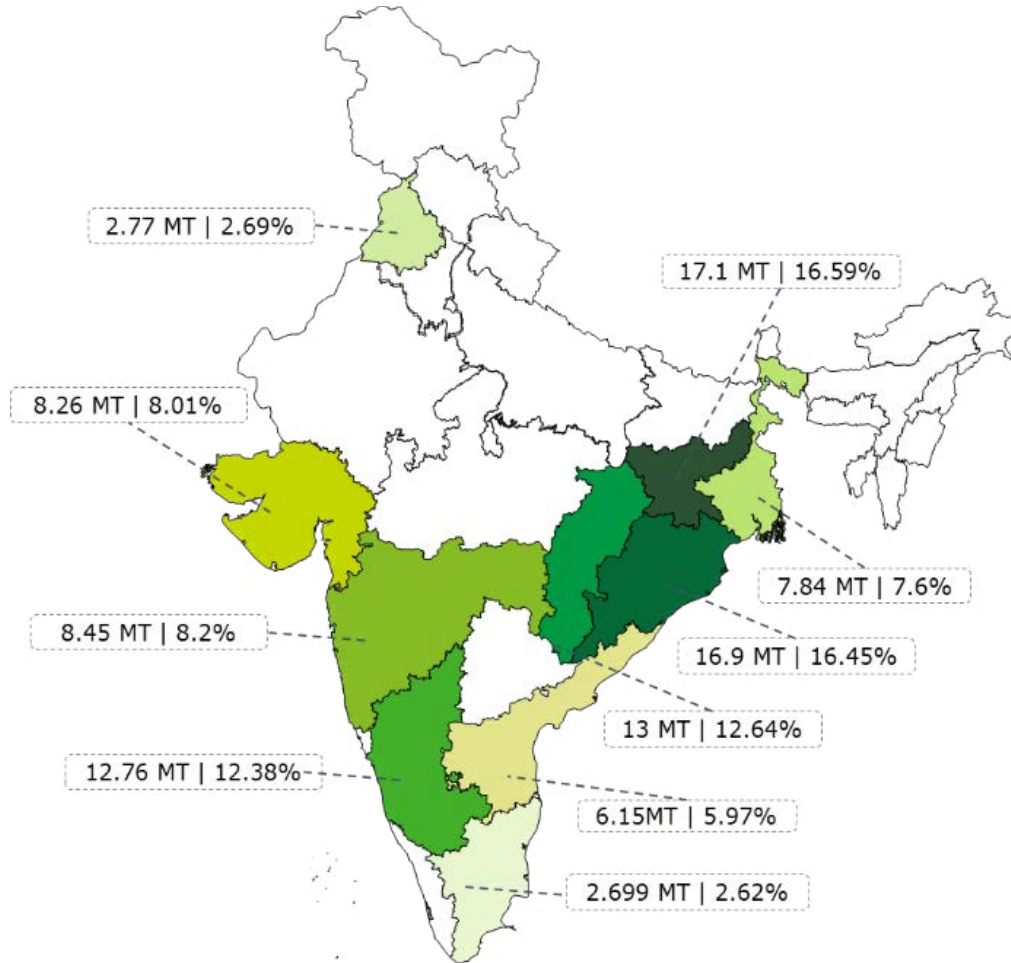 2.77 MT | 2.69%
17.1 MT | 16.59%
8.26 MT | 8.01%
7.84 MT | 7.6%
8.45 MT | 8.2%
16.9 MT | 16.45%
13 MT | 12.64%
12.76 MT | 12.38%
6.15MT | 5.97%
2.699 MT | 2.62%